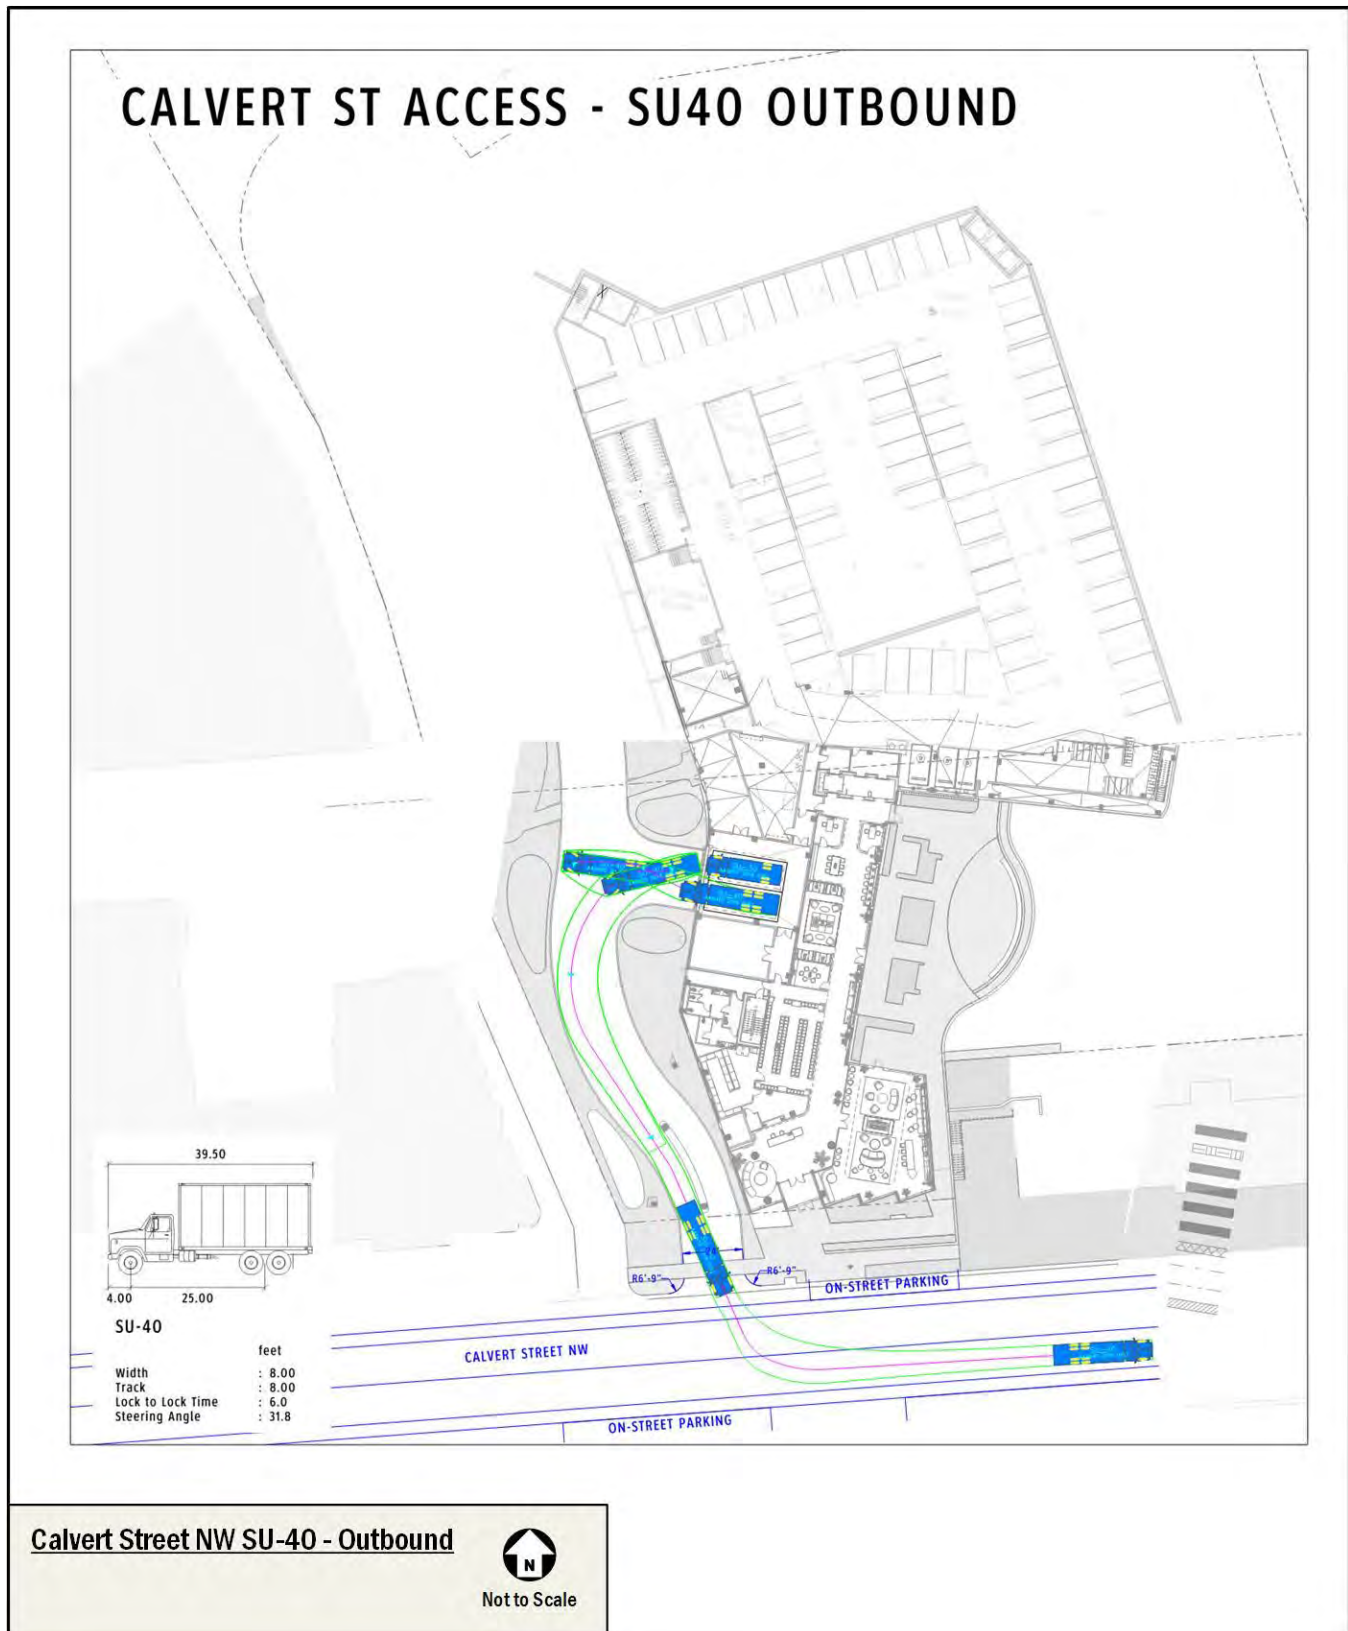 CALVERT ST ACCESS - SU40 OUTBOUND
39.50
4.00 25.00
SU-40
feet
Width : 8.00
Track : 8.00
Lock to Lock Time : 6.0
Steering Angle : 31.8
24'
R6'-9"
R6'-9"
ON-STREET PARKING
CALVERT STREET NW
ON-STREET PARKING
Calvert Street NW SU-40 - Outbound
N
Not to Scale